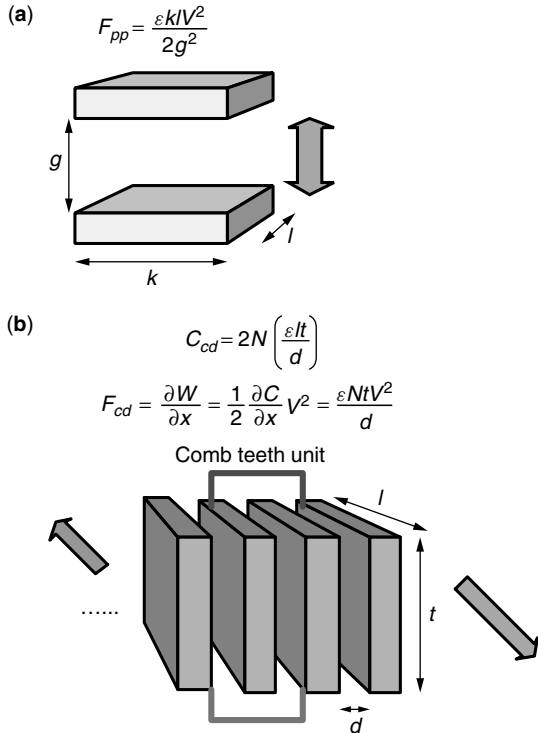 (a)
F_pp = εklV²/2g²
g
l
k
(b)
C_cd = 2N (εlt/d)
F_cd = ∂W/∂x = 1/2 ∂C/∂x V² = εNtV²/d
Comb teeth unit
l
......
t
d